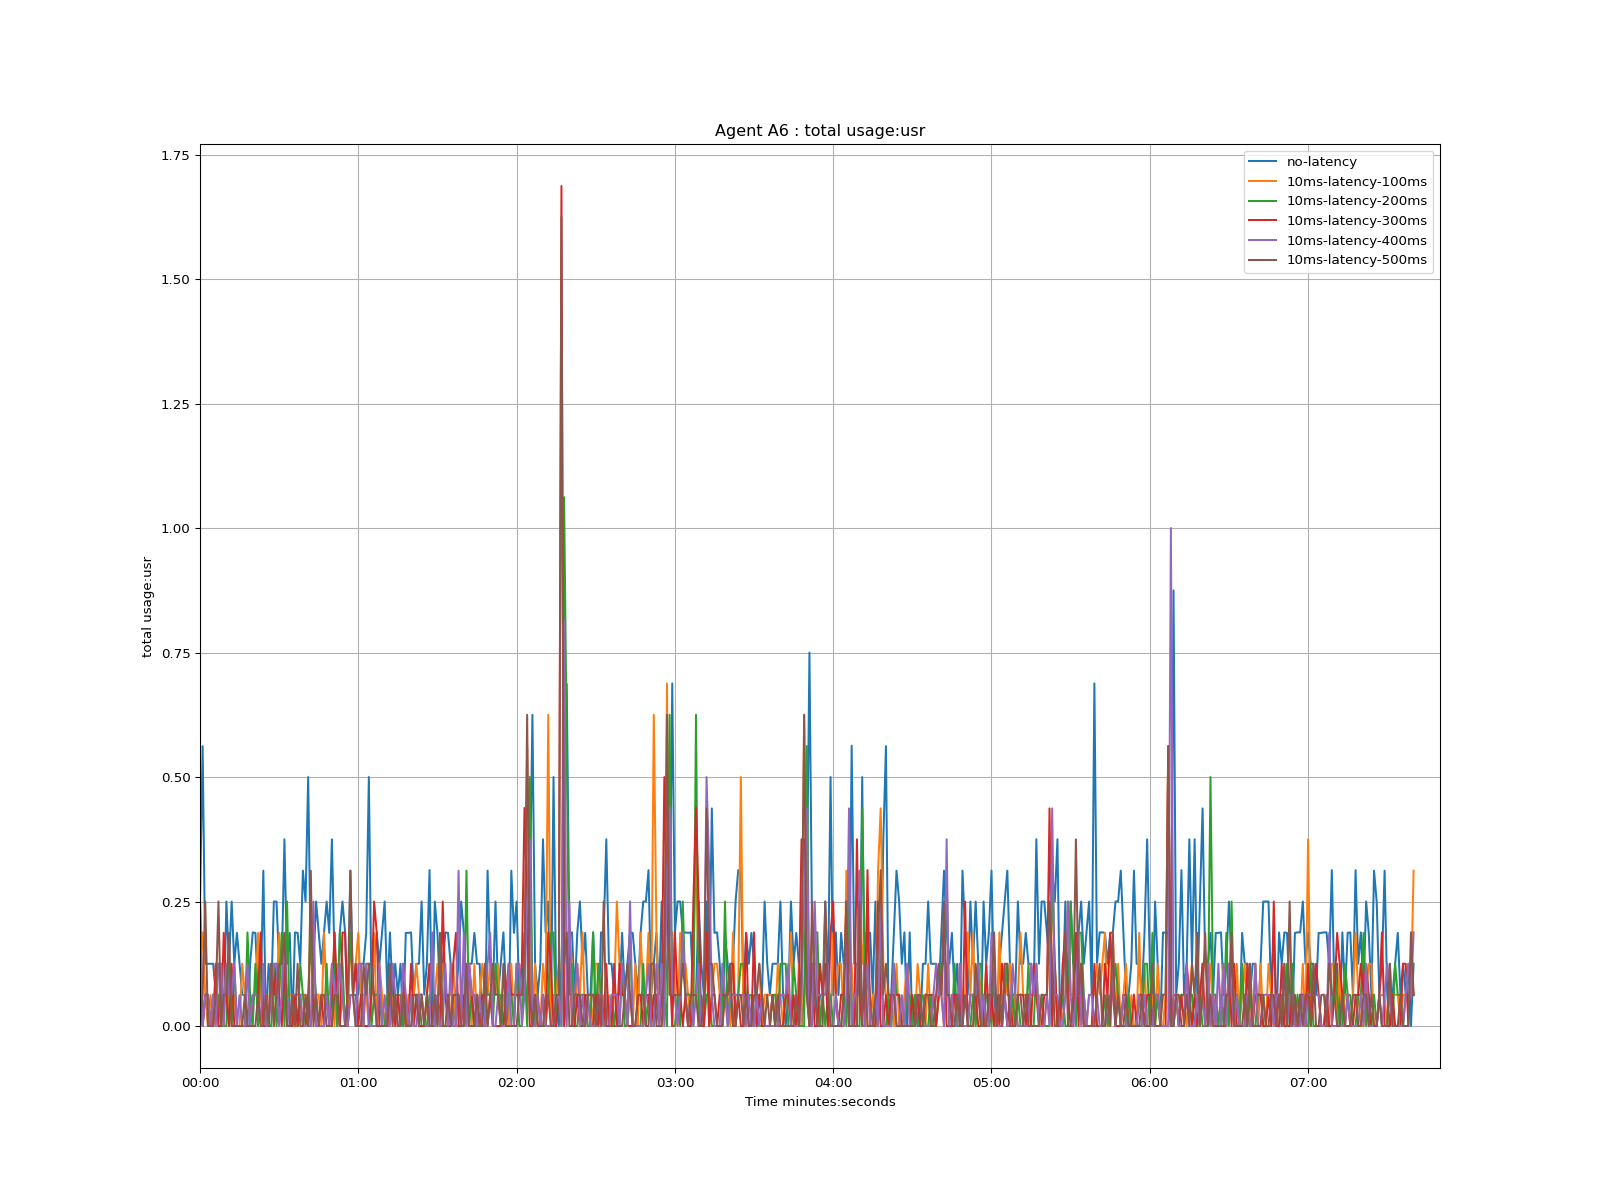 Agent A6 : total usage:usr
1.75
1.50
1.25
1.00
0.75
0.50
0.25
0.00
total usage:usr
no-latency
10ms-latency-100ms
10ms-latency-200ms
10ms-latency-300ms
10ms-latency-400ms
10ms-latency-500ms
00:00 01:00 02:00 03:00 04:00 05:00 06:00 07:00
Time minutes:seconds